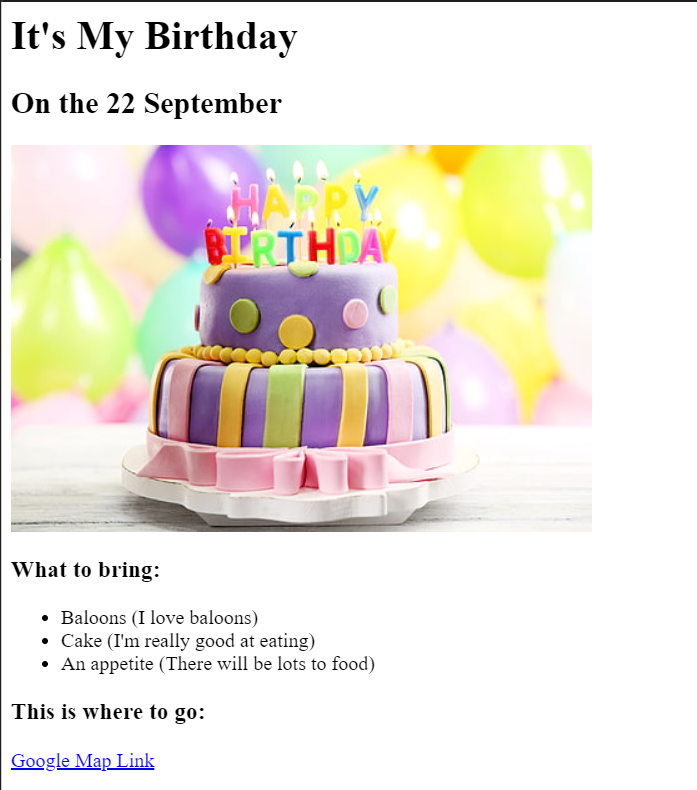 It's My Birthday
On the 22 September
HAPPY
BIRTHDAY
What to bring:
Baloons (I love baloons)
Cake (I'm really good at eating)
An appetite (There will be lots to food)
This is where to go:
Google Map Link